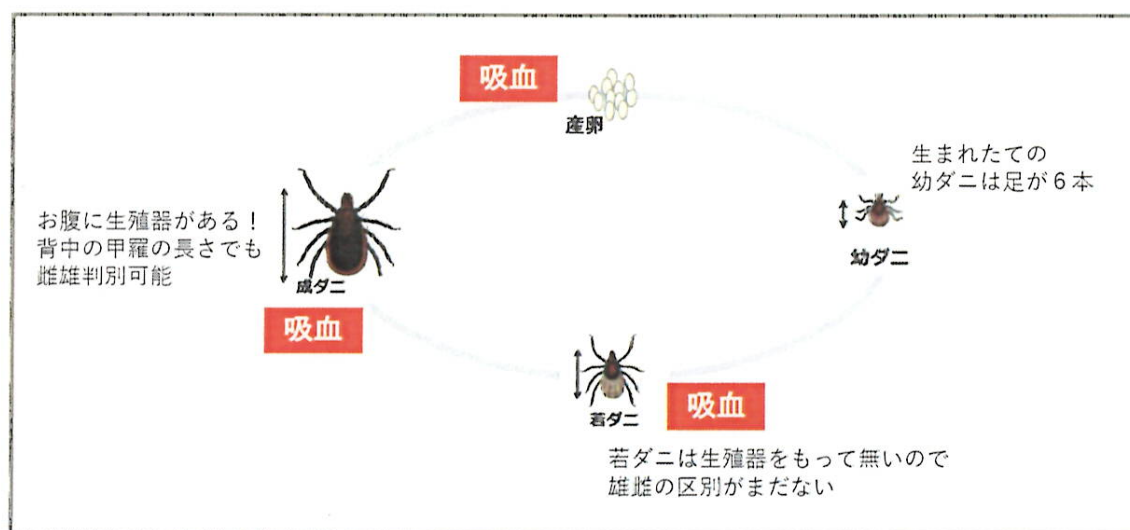 吸血
産卵
生まれたての
幼ダニは足が６本
幼ダニ
お腹に生殖器がある！
背中の甲羅の長さでも
雌雄判別可能
成ダニ
吸血
若ダニ
吸血
若ダニは生殖器をもって無いので
雄雌の区別がまだない